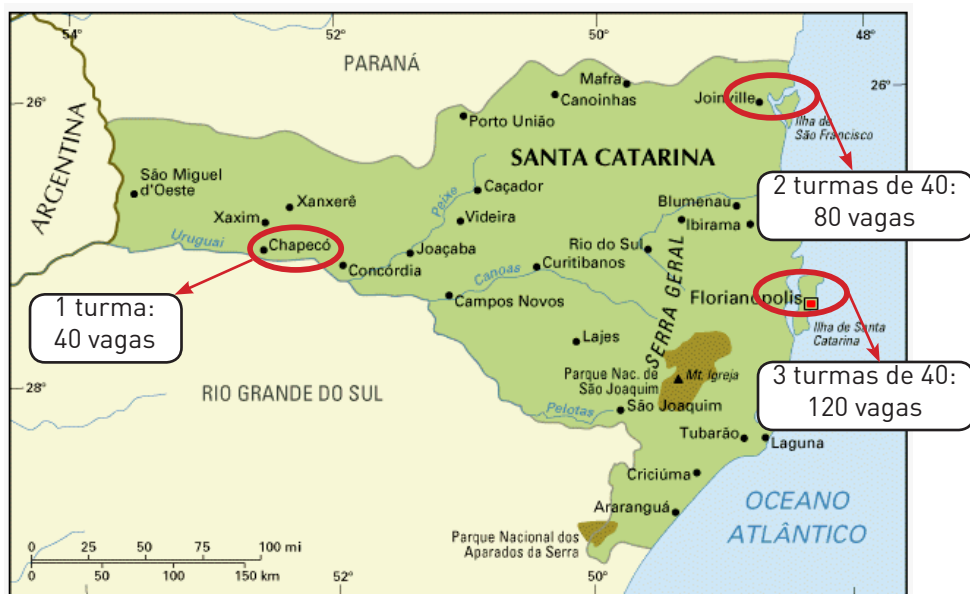 54°
52°
50°
48°
PARANÁ
26°
26°
Mafra
Canoinhas
Joinville
Porto União
Ilha de
São Francisco
ARGENTINA
SANTA CATARINA
São Miguel
d'Oeste
Caçador
2 turmas de 40:
80 vagas
Xanxerê
Peixe
Blumenau
Xaxim
Videira
Ibirama
Uruguai
Chapecó
Joaçaba
Rio do Sul
Concórdia
Canoas
Curitibanos
SERRA GERAL
Florianópolis
1 turma:
40 vagas
Campos Novos
Ilha de Santa
Catarina
Lajes
Parque Nac. de
São Joaquim
Mt. Igreja
3 turmas de 40:
120 vagas
28°
RIO GRANDE DO SUL
Pelotas
São Joaquim
Tubarão
Laguna
Criciúma
Araranguá
OCEANO
ATLÂNTICO
Parque Nacional dos
Aparados da Serra
0 25 50 75 100 mi
0 50 100 150 km
52°
50°